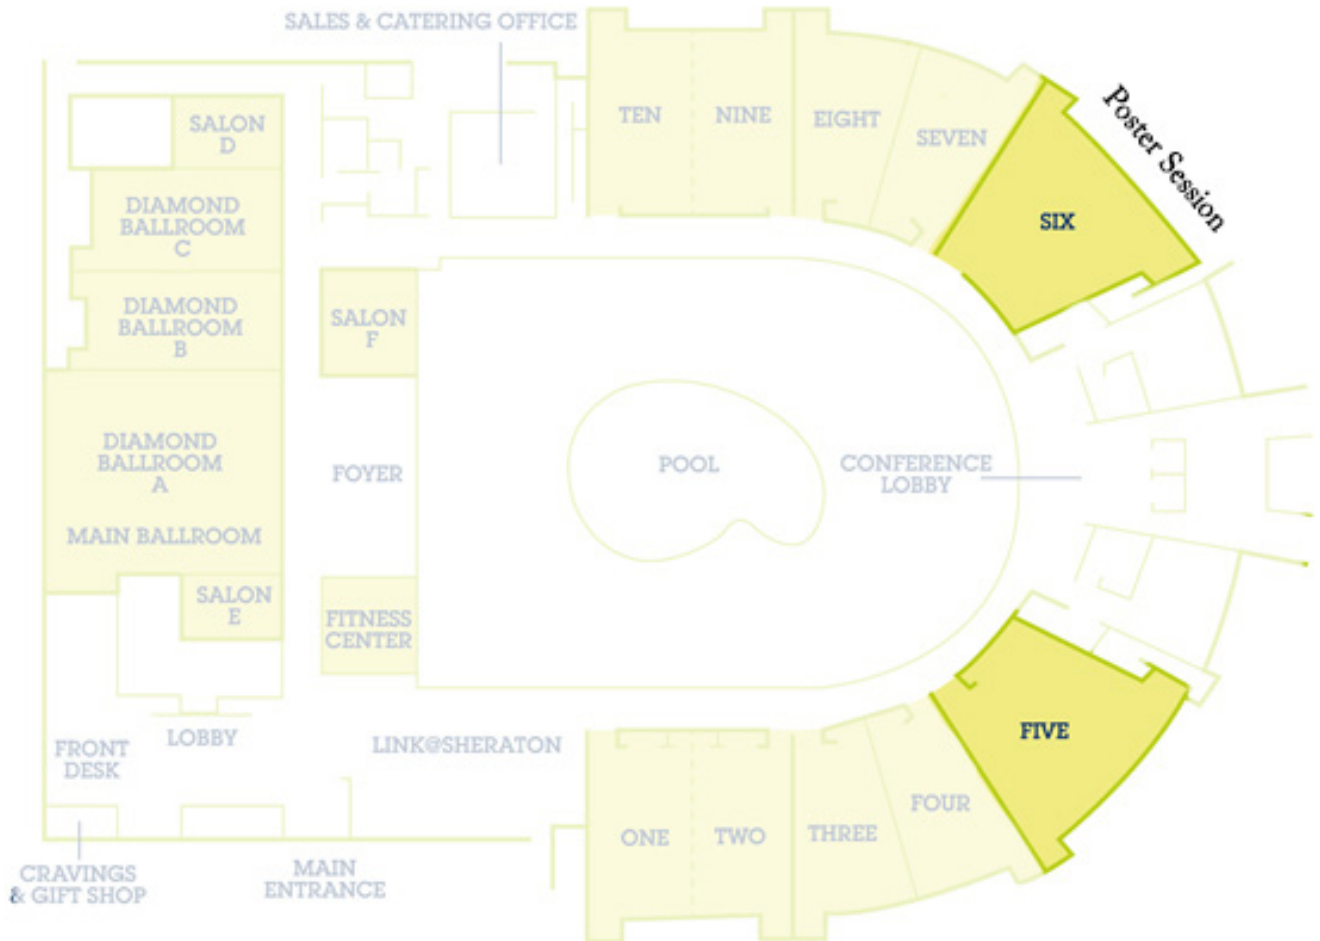 SALES & CATERING OFFICE
TEN
NINE
EIGHT
SEVEN
SIX
Poster Session
SALON
D
DIAMOND
BALLROOM
C
DIAMOND
BALLROOM
B
SALON
F
DIAMOND
BALLROOM
A
MAIN BALLROOM
FOYER
POOL
CONFERENCE
LOBBY
SALON
E
FITNESS
CENTER
FRONT
DESK
LOBBY
LINK@SHERATON
FIVE
FOUR
THREE
TWO
ONE
CRAVINGS
& GIFT SHOP
MAIN
ENTRANCE